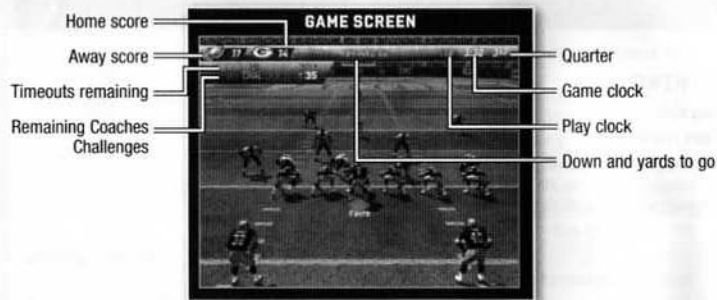 GAME SCREEN
Home score
Away score
Timeouts remaining
Remaining Coaches
Challenges
17
14
35
Quarter
Game clock
Play clock
Down and yards to go